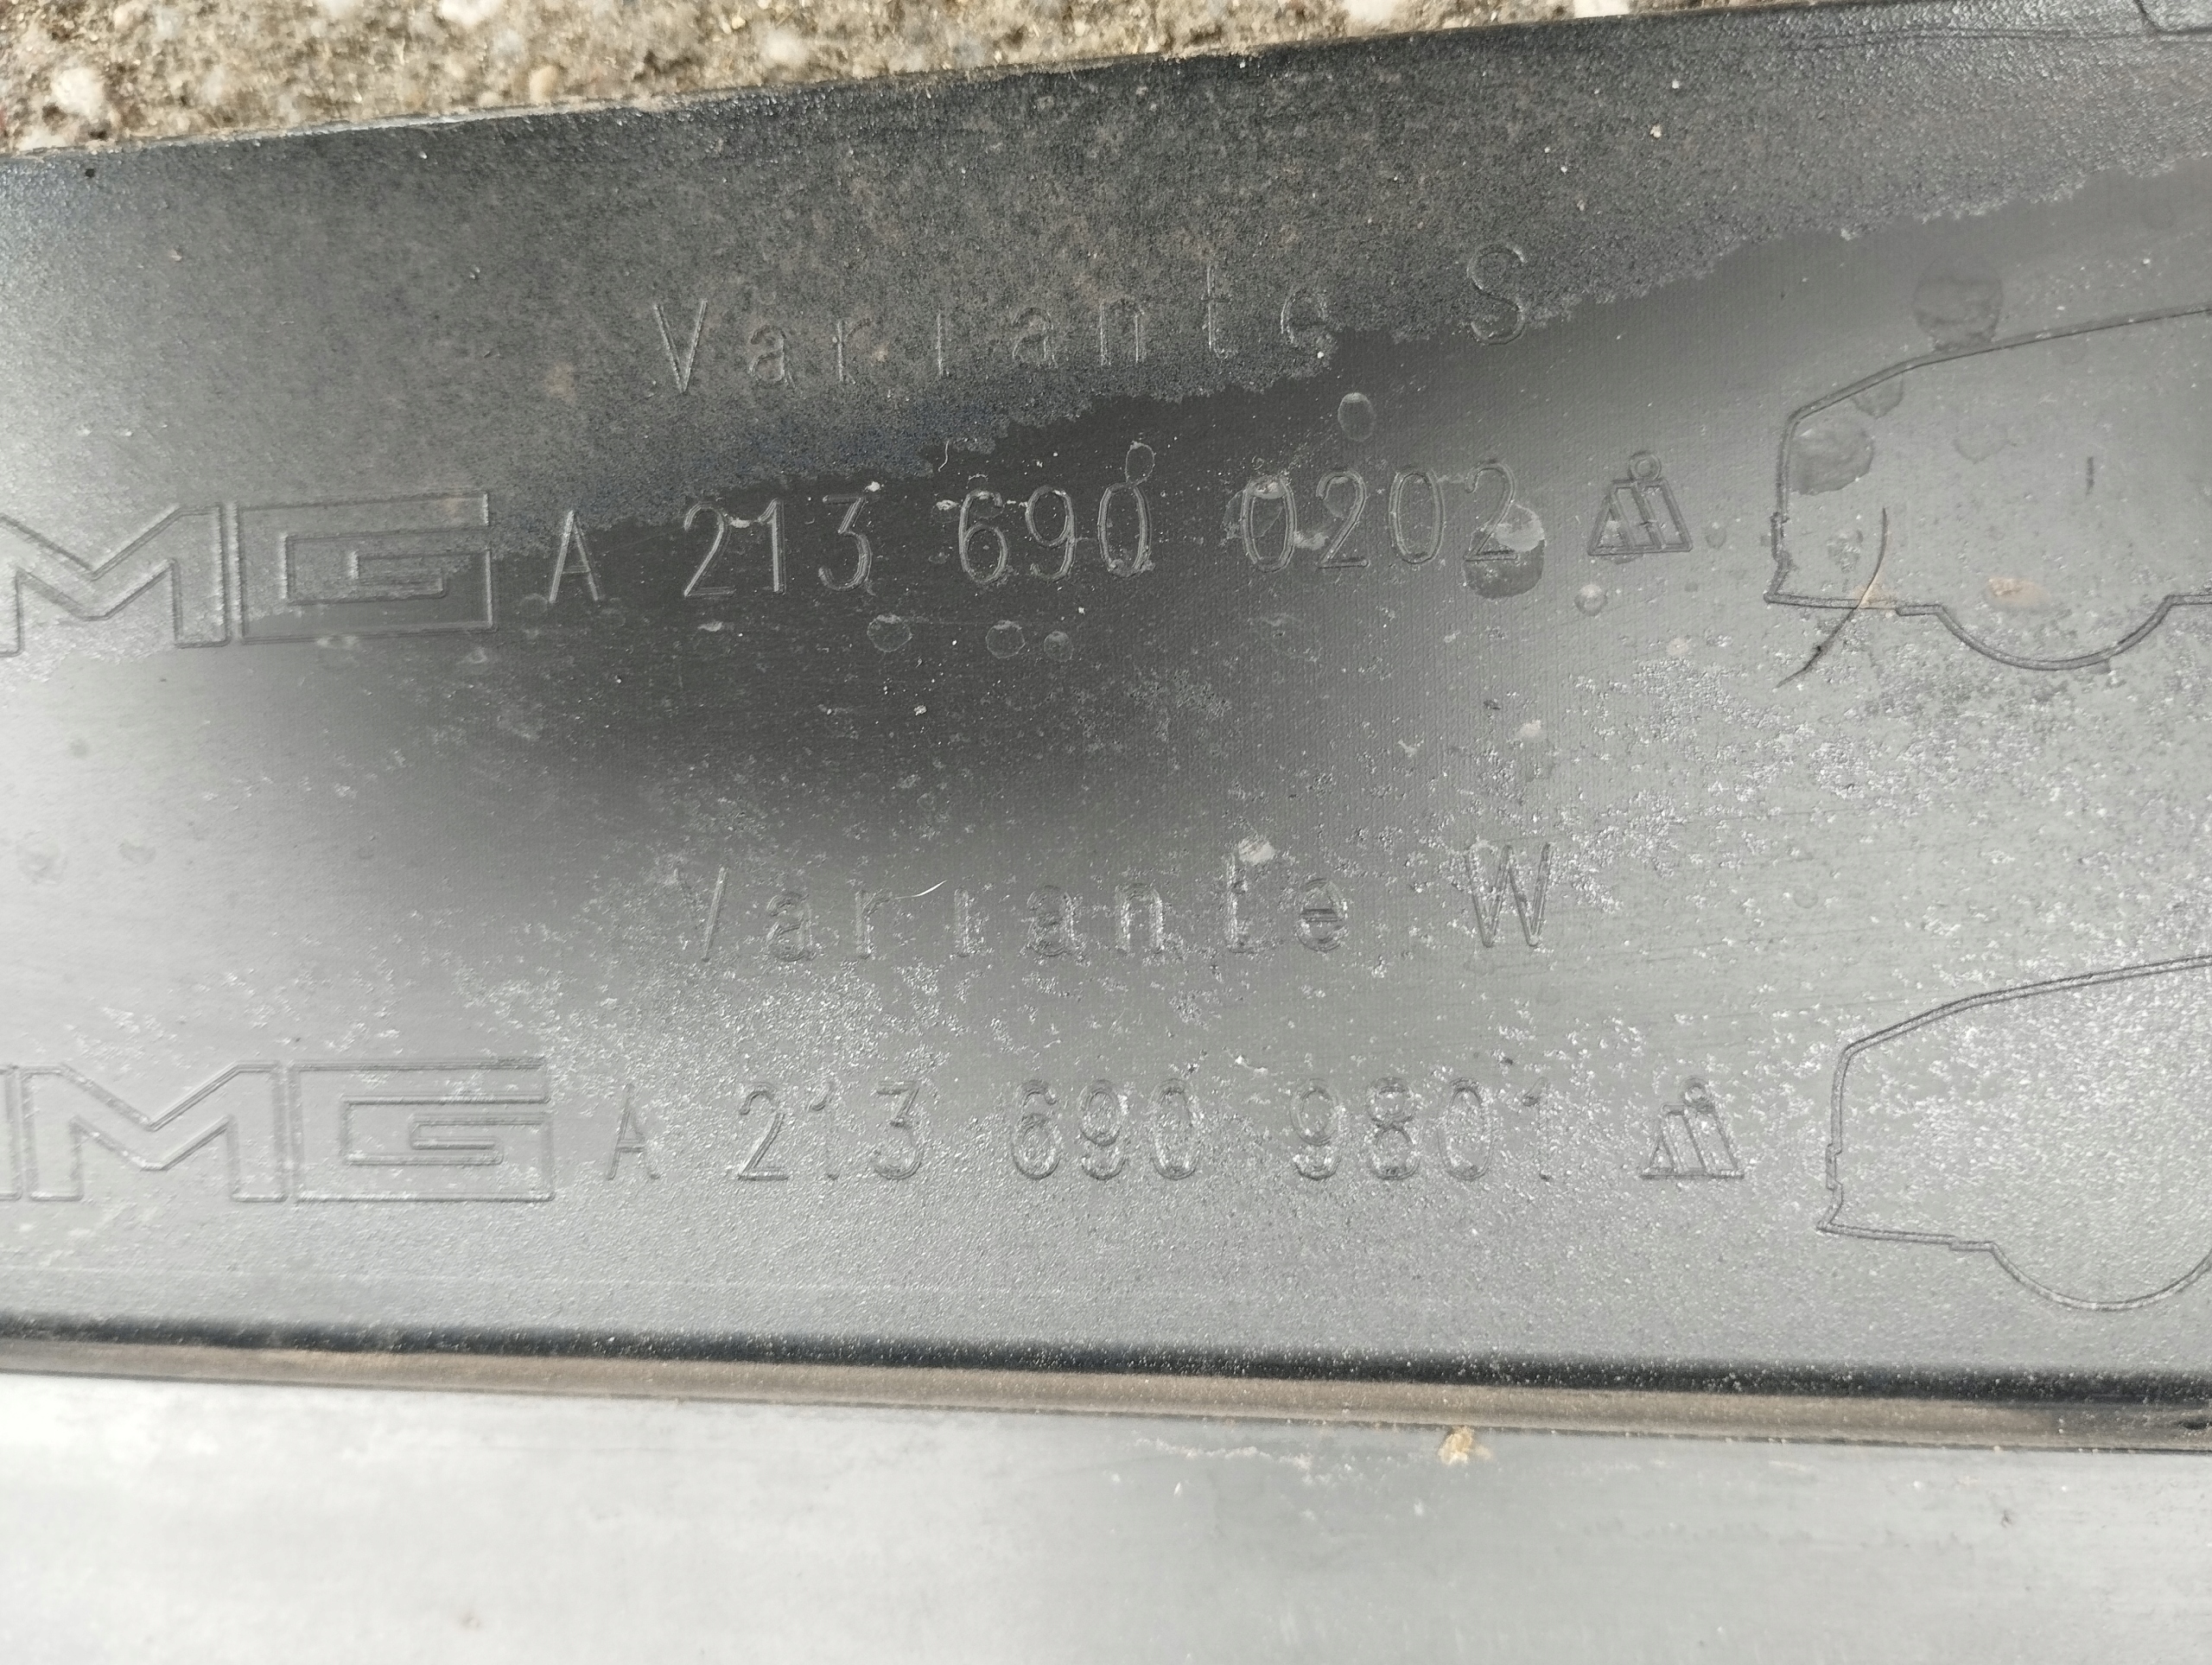 Variante S
MG A 213 690 0202
Variante W
MG A 213 690 9801